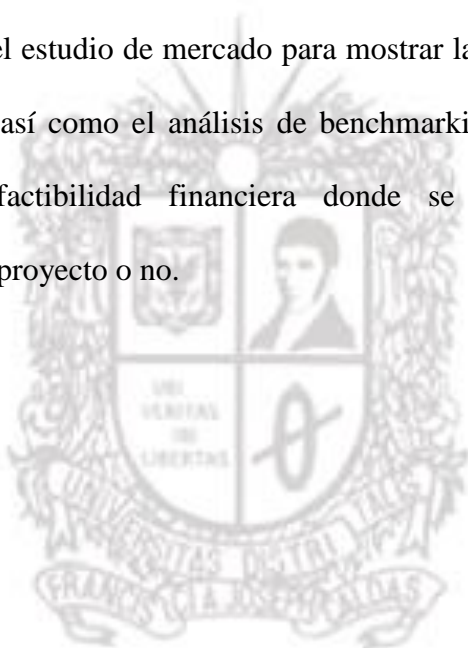 el estudio de mercado para mostrar la
así como el análisis de benchmarki
factibilidad financiera donde se
proyecto o no.
UBI
VERITAS
IBI
LIBERTAS
UNIVERSITAS DISTRITALIS
FRANCISCI A JOSEPHI CALDAS